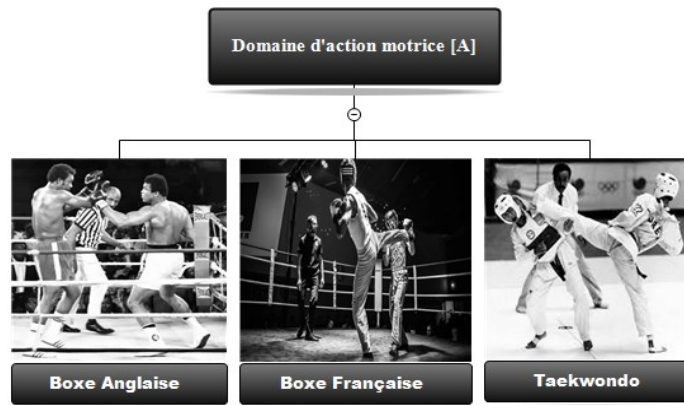 Domaine d'action motrice [A]
Boxe Anglaise
Boxe Française
Taekwondo